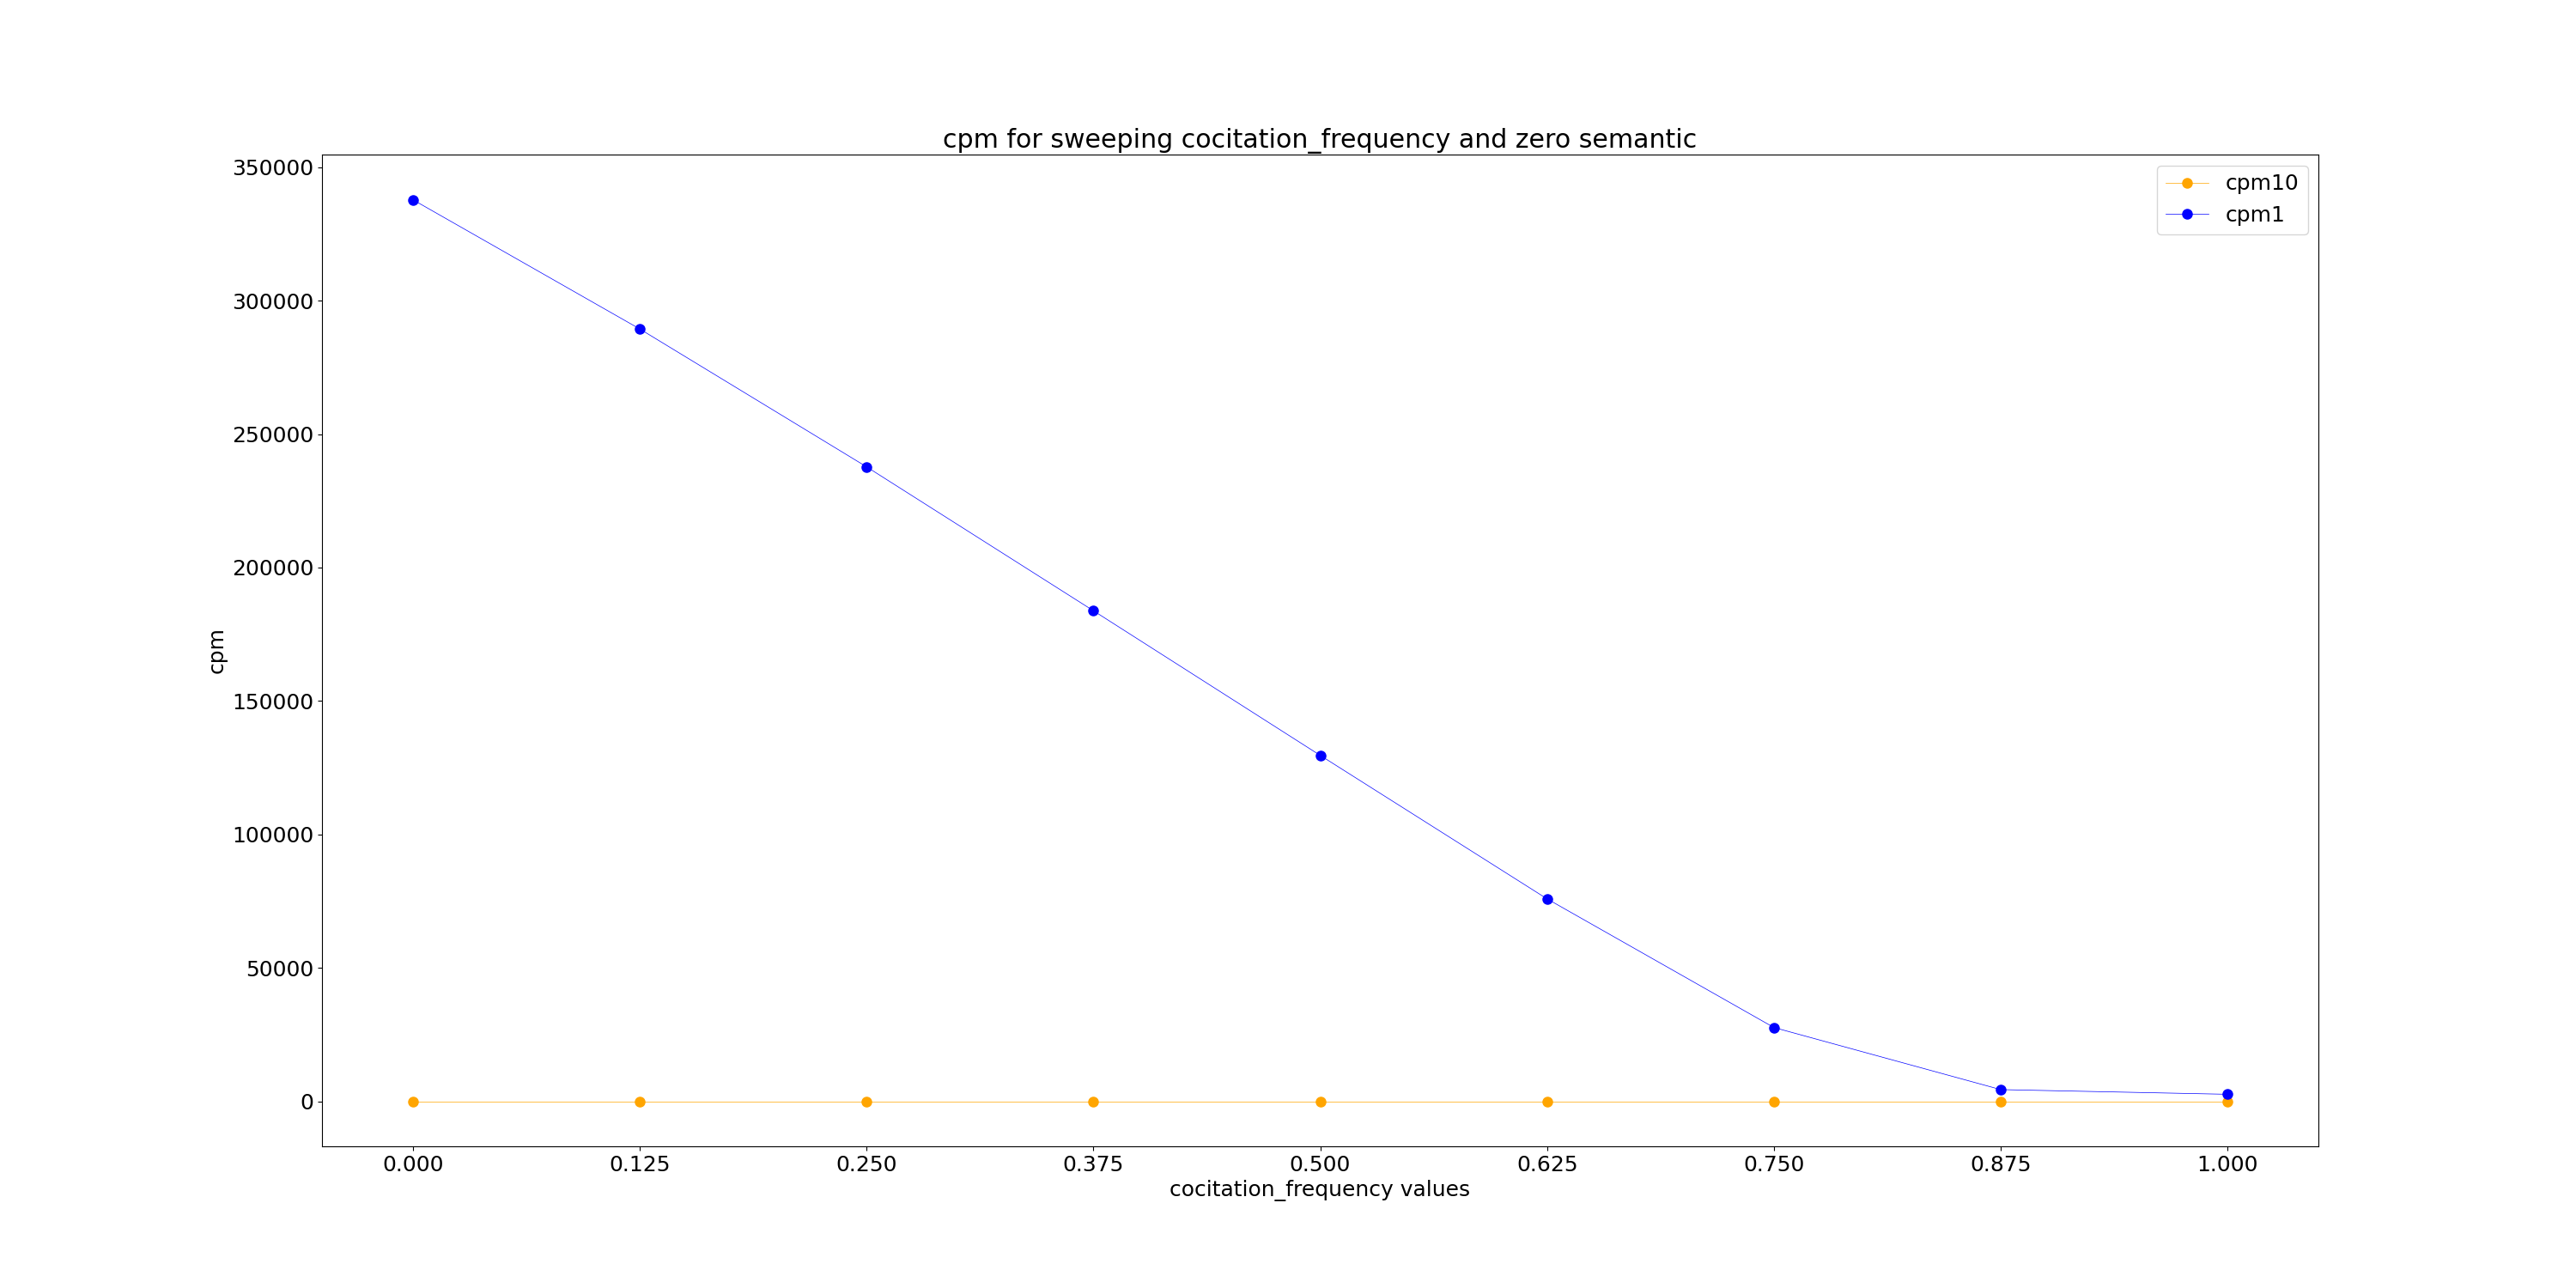 cpm for sweeping cocitation_frequency and zero semantic
350000
300000
250000
200000
150000
100000
50000
0
cpm
cpm10
cpm1
0.000 0.125 0.250 0.375 0.500 0.625 0.750 0.875 1.000
cocitation_frequency values